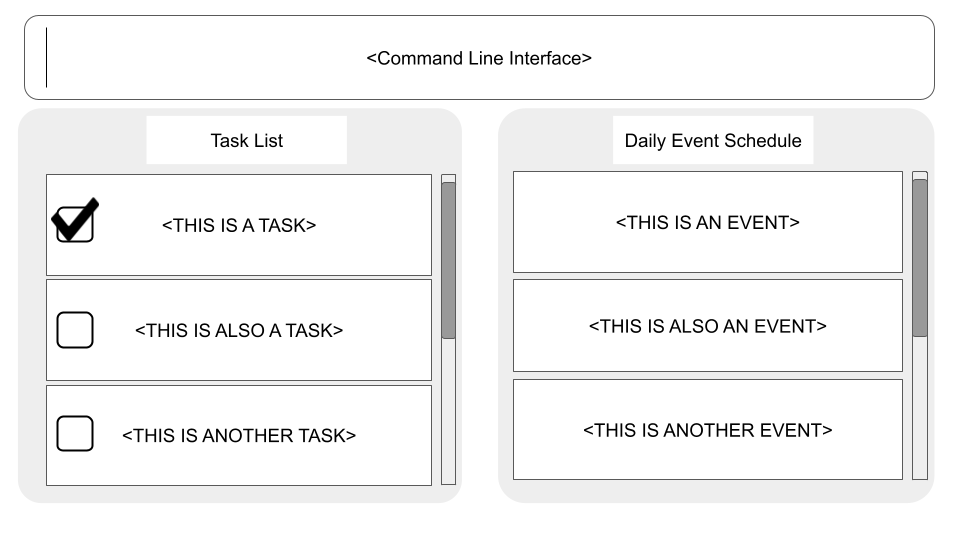 <Command Line Interface>
Task List
<THIS IS A TASK>
<THIS IS ALSO A TASK>
<THIS IS ANOTHER TASK>
Daily Event Schedule
<THIS IS AN EVENT>
<THIS IS ALSO AN EVENT>
<THIS IS ANOTHER EVENT>